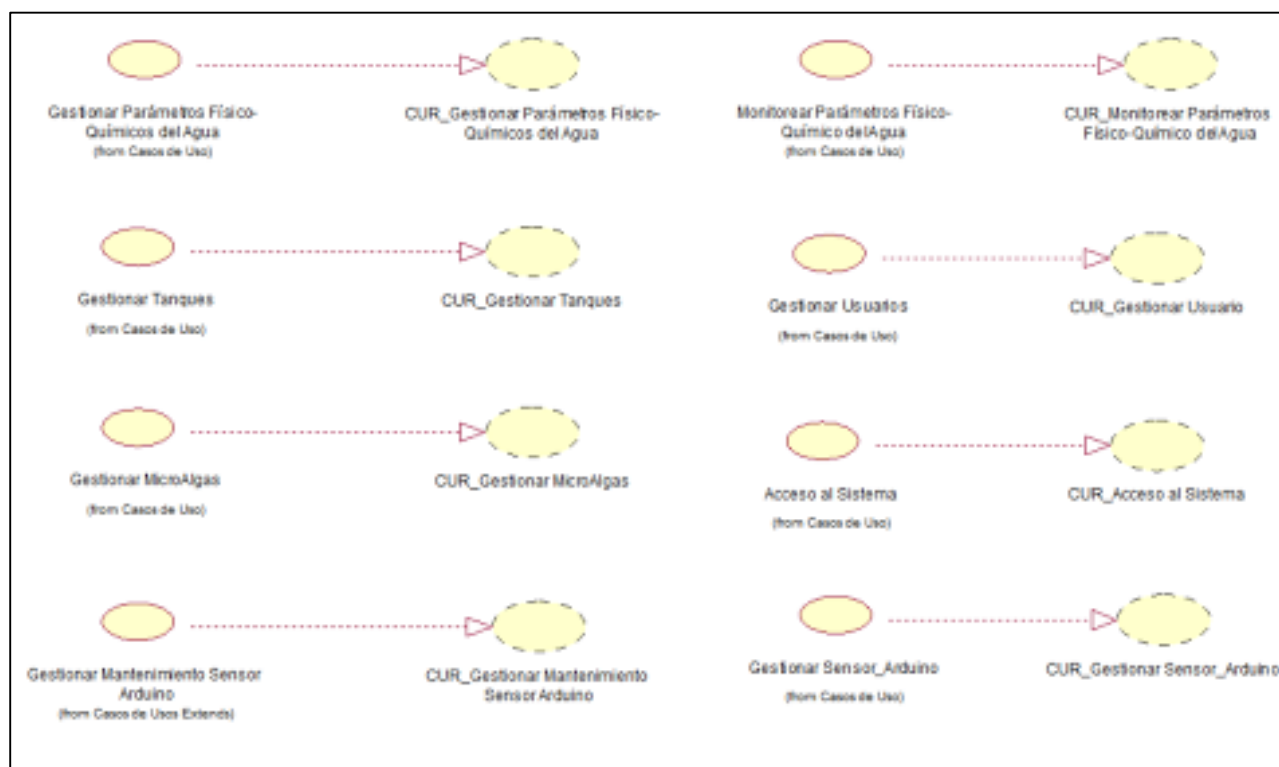 Gestionar Parámetros Físico-
Químicos del Agua
(from Casos de Uso)
CUR_Gestionar Parámetros Físico-
Químicos del Agua
Monitorear Parámetros Físico-
Químico del Agua
(from Casos de Uso)
CUR_Monitorear Parámetros
Físico-Químico del Agua
Gestionar Tanques
(from Casos de Uso)
CUR_Gestionar Tanques
Gestionar Usuarios
(from Casos de Uso)
CUR_Gestionar Usuario
Gestionar MicroAlgas
(from Casos de Uso)
CUR_Gestionar MicroAlgas
Acceso al Sistema
(from Casos de Uso)
CUR_Acceso al Sistema
Gestionar Mantenimiento Sensor
Arduino
(from Casos de Usos Extends)
CUR_Gestionar Mantenimiento
Sensor Arduino
Gestionar Sensor_Arduino
(from Casos de Uso)
CUR_Gestionar Sensor_Arduino